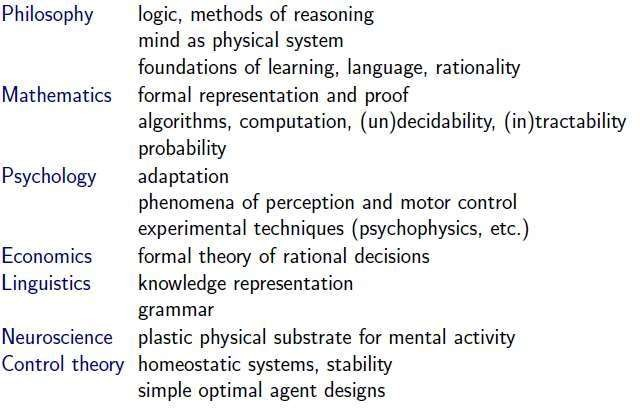 Philosophy logic, methods of reasoning
mind as physical system
foundations of learning, language, rationality
Mathematics formal representation and proof
algorithms, computation, (un)decidability, (in)tractability
probability
Psychology adaptation
phenomena of perception and motor control
experimental techniques (psychophysics, etc.)
Economics formal theory of rational decisions
Linguistics knowledge representation
grammar
Neuroscience plastic physical substrate for mental activity
Control theory homeostatic systems, stability
simple optimal agent designs